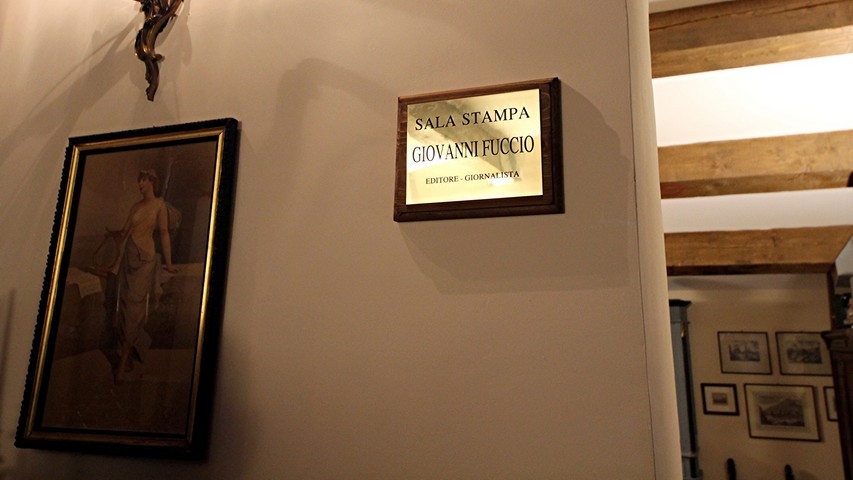 SALA STAMPA
GIOVANNI FUCCIO
EDITORE - GIORNALISTA